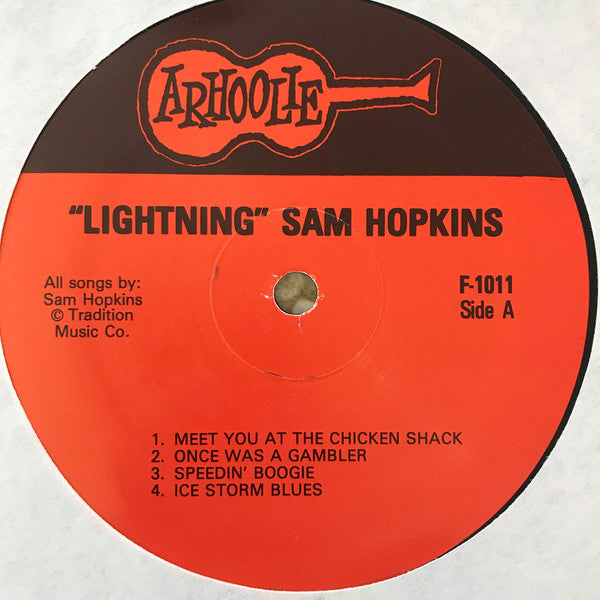 ARHOOLIE
"LIGHTNING" SAM HOPKINS
All songs by:
Sam Hopkins
© Tradition
Music Co.
F-1011
Side A
1. MEET YOU AT THE CHICKEN SHACK
2. ONCE WAS A GAMBLER
3. SPEEDIN' BOOGIE
4. ICE STORM BLUES